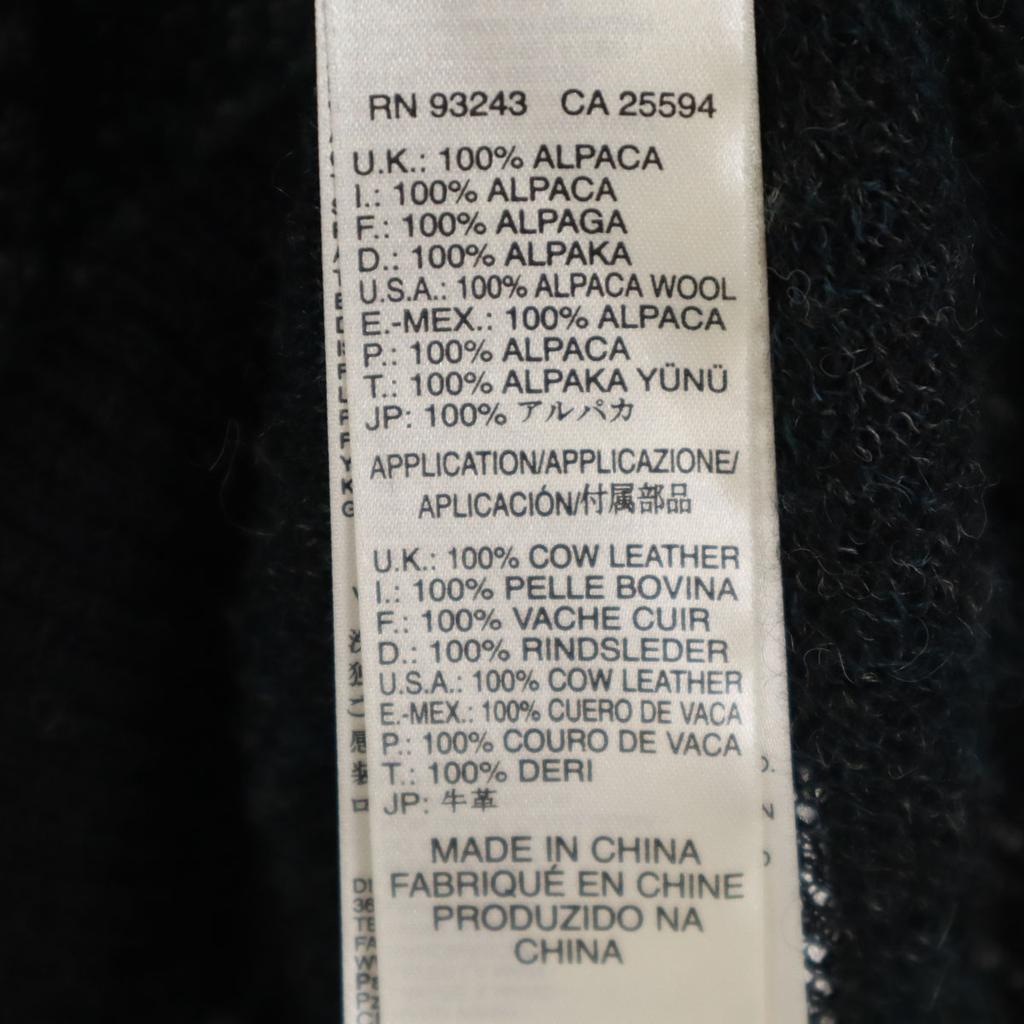 RN 93243 CA 25594
U.K.: 100% ALPACA
I.: 100% ALPACA
F.: 100% ALPAGA
D.: 100% ALPAKA
U.S.A.: 100% ALPACA WOOL
E.-MEX.: 100% ALPACA
P.: 100% ALPACA
T.: 100% ALPAKA YÜNÜ
JP: 100% アルパカ
APPLICATION/APPLICAZIONE/
APLICACIÓN/付属部品
U.K.: 100% COW LEATHER
I.: 100% PELLE BOVINA
F.: 100% VACHE CUIR
D.: 100% RINDSLEDER
U.S.A.: 100% COW LEATHER
E.-MEX.: 100% CUERO DE VACA
P.: 100% COURO DE VACA
T.: 100% DERI
JP: 牛革
MADE IN CHINA
FABRIQUÉ EN CHINE
PRODUZIDO NA
CHINA